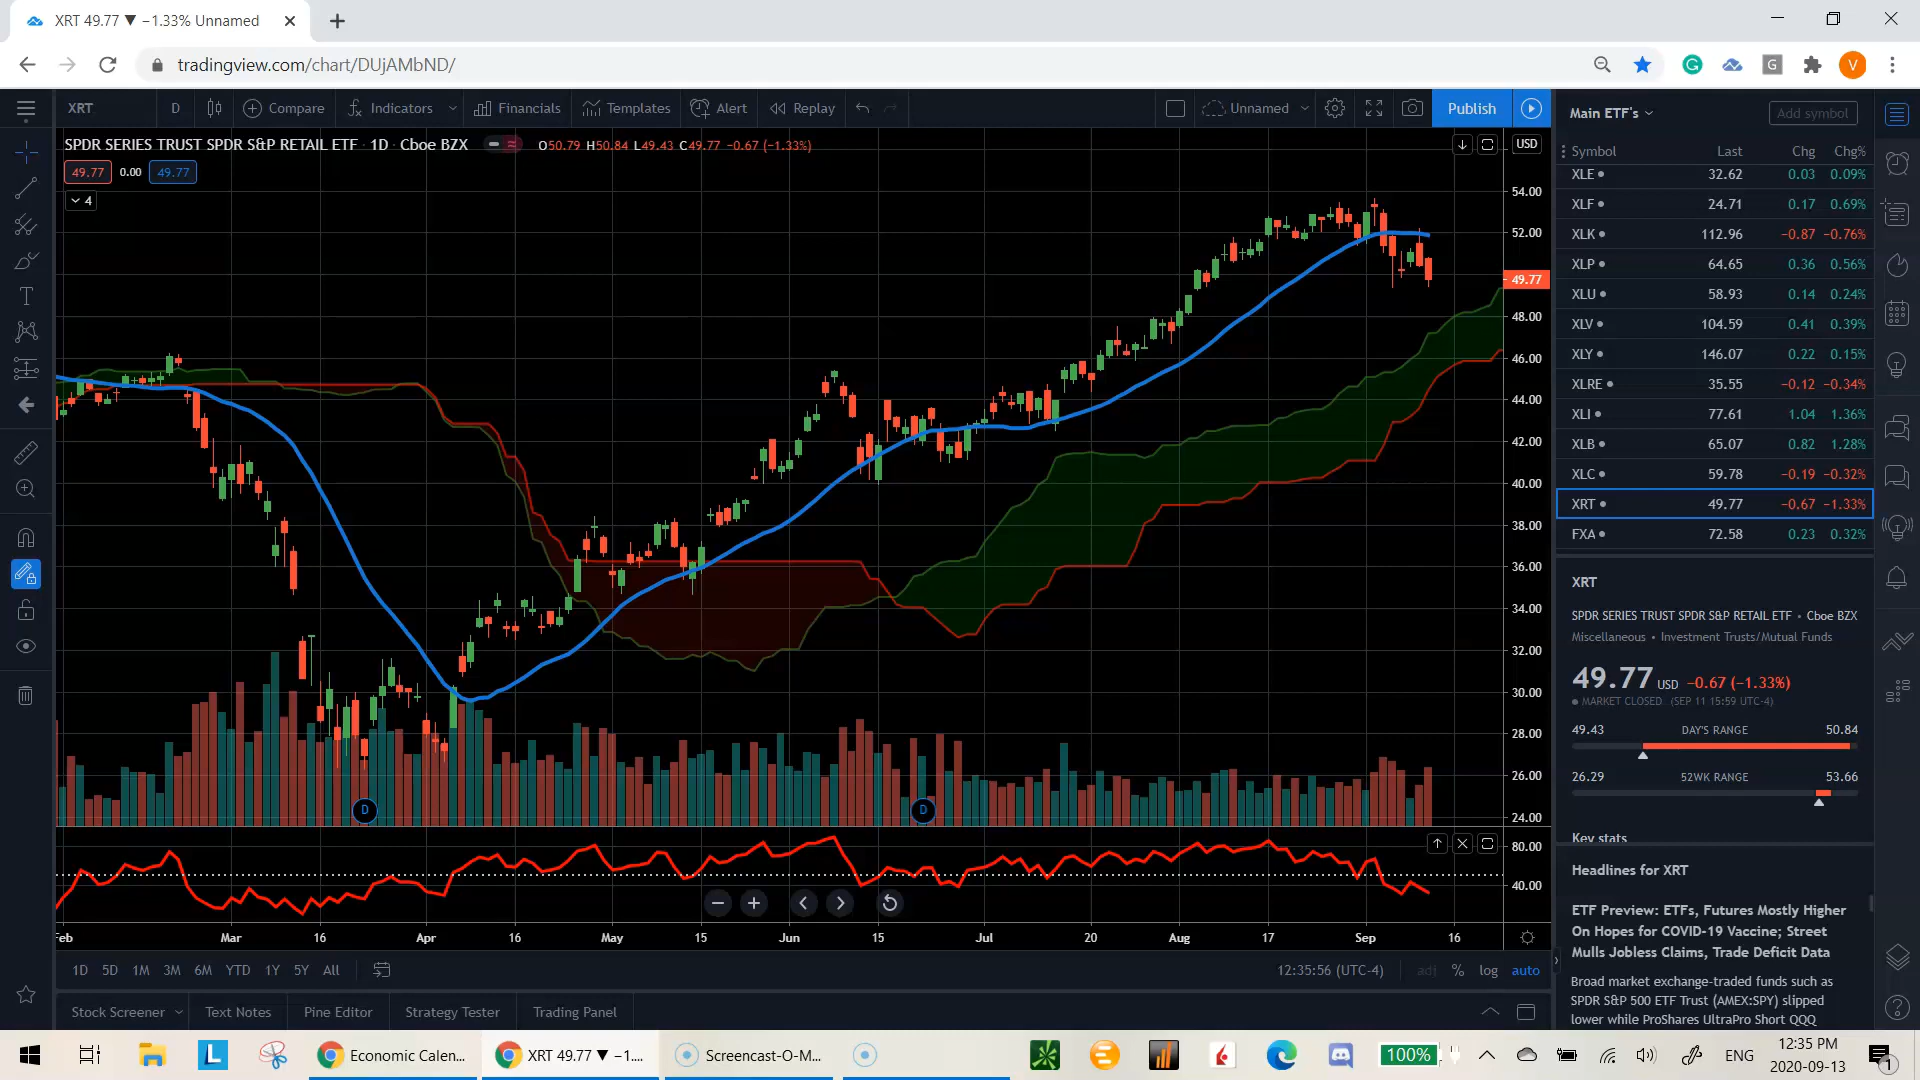 XRT 49.77 ▼ −1.33% Unnamed
tradingview.com/chart/DUjAMbND/
V
XRT D Compare Indicators Financials Templates Alert Replay Unnamed Publish
SPDR SERIES TRUST SPDR S&P RETAIL ETF · 1D · Cboe BZX O50.79 H50.84 L49.43 C49.77 −0.67 (−1.33%)
49.77 0.00 49.77
4
USD
54.00
52.00
49.77
48.00
46.00
44.00
42.00
40.00
38.00
36.00
34.00
32.00
30.00
28.00
26.00
24.00
D D
80.00
40.00
Feb Mar 16 Apr 16 May 15 Jun 15 Jul 20 Aug 17 Sep 16
1D 5D 1M 3M 6M YTD 1Y 5Y All 12:35:56 (UTC-4) adj % log auto
Stock Screener Text Notes Pine Editor Strategy Tester Trading Panel
Main ETF's Add symbol
Symbol Last Chg Chg%
XLE 32.62 0.03 0.09%
XLF 24.71 0.17 0.69%
XLK 112.96 −0.87 −0.76%
XLP 64.65 0.36 0.56%
XLU 58.93 0.14 0.24%
XLV 104.59 0.41 0.39%
XLY 146.07 0.22 0.15%
XLRE 35.55 −0.12 −0.34%
XLI 77.61 1.04 1.36%
XLB 65.07 0.82 1.28%
XLC 59.78 −0.19 −0.32%
XRT 49.77 −0.67 −1.33%
FXA 72.58 0.23 0.32%
XRT
SPDR SERIES TRUST SPDR S&P RETAIL ETF • Cboe BZX
Miscellaneous • Investment Trusts/Mutual Funds
49.77 USD −0.67 (−1.33%)
MARKET CLOSED (SEP 11 15:59 UTC-4)
49.43 DAY'S RANGE 50.84
26.29 52WK RANGE 53.66
Key stats
Headlines for XRT
ETF Preview: ETFs, Futures Mostly Higher
On Hopes for COVID-19 Vaccine; Street
Mulls Jobless Claims, Trade Deficit Data
Broad market exchange-traded funds such as
SPDR S&P 500 ETF Trust (AMEX:SPY) slipped
lower while ProShares UltraPro Short QQQ
L Economic Calen... XRT 49.77 ▼ −1.... Screencast-O-M... 100% ENG 12:35 PM
2020-09-13
1